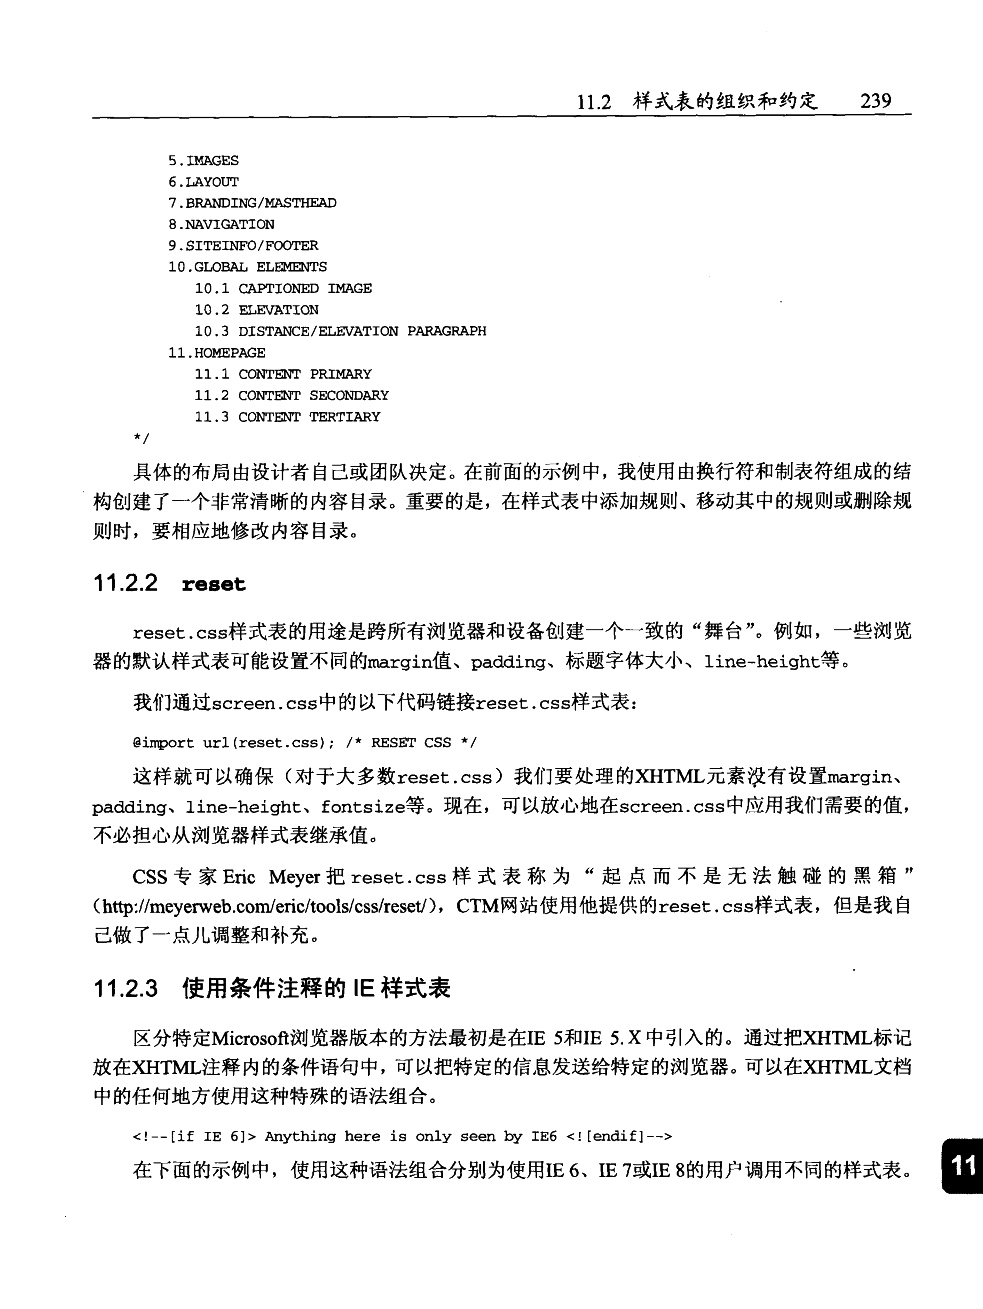 11.2 样式表的组织和约定 239
5.IMAGES
6.LAYOUT
7.BRANDING/MASTHEAD
8.NAVIGATION
9.SITEINFO/FOOTER
10.GLOBAL ELEMENTS
10.1 CAPTIONED IMAGE
10.2 ELEVATION
10.3 DISTANCE/ELEVATION PARAGRAPH
11.HOMEPAGE
11.1 CONTENT PRIMARY
11.2 CONTENT SECONDARY
11.3 CONTENT TERTIARY
*/
具体的布局由设计者自己或团队决定。在前面的示例中，我使用由换行符和制表符组成的结
构创建了一个非常清晰的内容目录。重要的是，在样式表中添加规则、移动其中的规则或删除规
则时，要相应地修改内容目录。
11.2.2 reset
reset.css样式表的用途是跨所有浏览器和设备创建一个一致的“舞台”。例如，一些浏览
器的默认样式表可能设置不同的margin值、padding、标题字体大小、line-height等。
我们通过screen.css中的以下代码链接reset.css样式表：
@import url(reset.css); /* RESET CSS */
这样就可以确保（对于大多数reset.css）我们要处理的XHTML元素没有设置margin、
padding、line-height、fontsize等。现在，可以放心地在screen.css中应用我们需要的值，
不必担心从浏览器样式表继承值。
CSS专家Eric Meyer把reset.css样式表称为“起点而不是无法触碰的黑箱”
（http://meyerweb.com/eric/tools/css/reset/），CTM网站使用他提供的reset.css样式表，但是我自
己做了一点儿调整和补充。
11.2.3 使用条件注释的 IE 样式表
区分特定Microsoft浏览器版本的方法最初是在IE 5和IE 5.X中引入的。通过把XHTML标记
放在XHTML注释内的条件语句中，可以把特定的信息发送给特定的浏览器。可以在XHTML文档
中的任何地方使用这种特殊的语法组合。
<!--[if IE 6]> Anything here is only seen by IE6 <![endif]-->
在下面的示例中，使用这种语法组合分别为使用IE 6、IE 7或IE 8的用户调用不同的样式表。
11